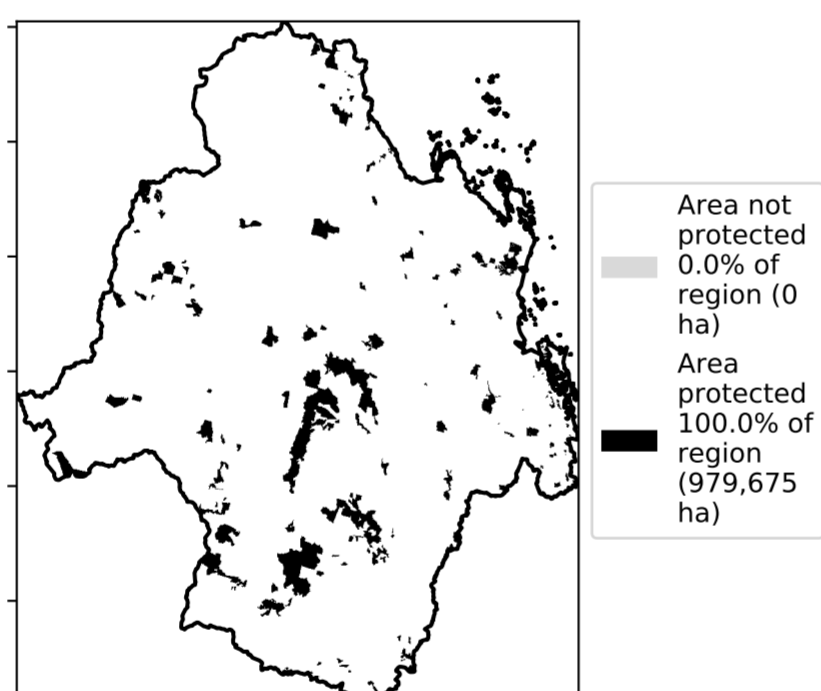 Area not
protected
0.0% of
region (0
ha)
Area
protected
100.0% of
region
(979,675
ha)